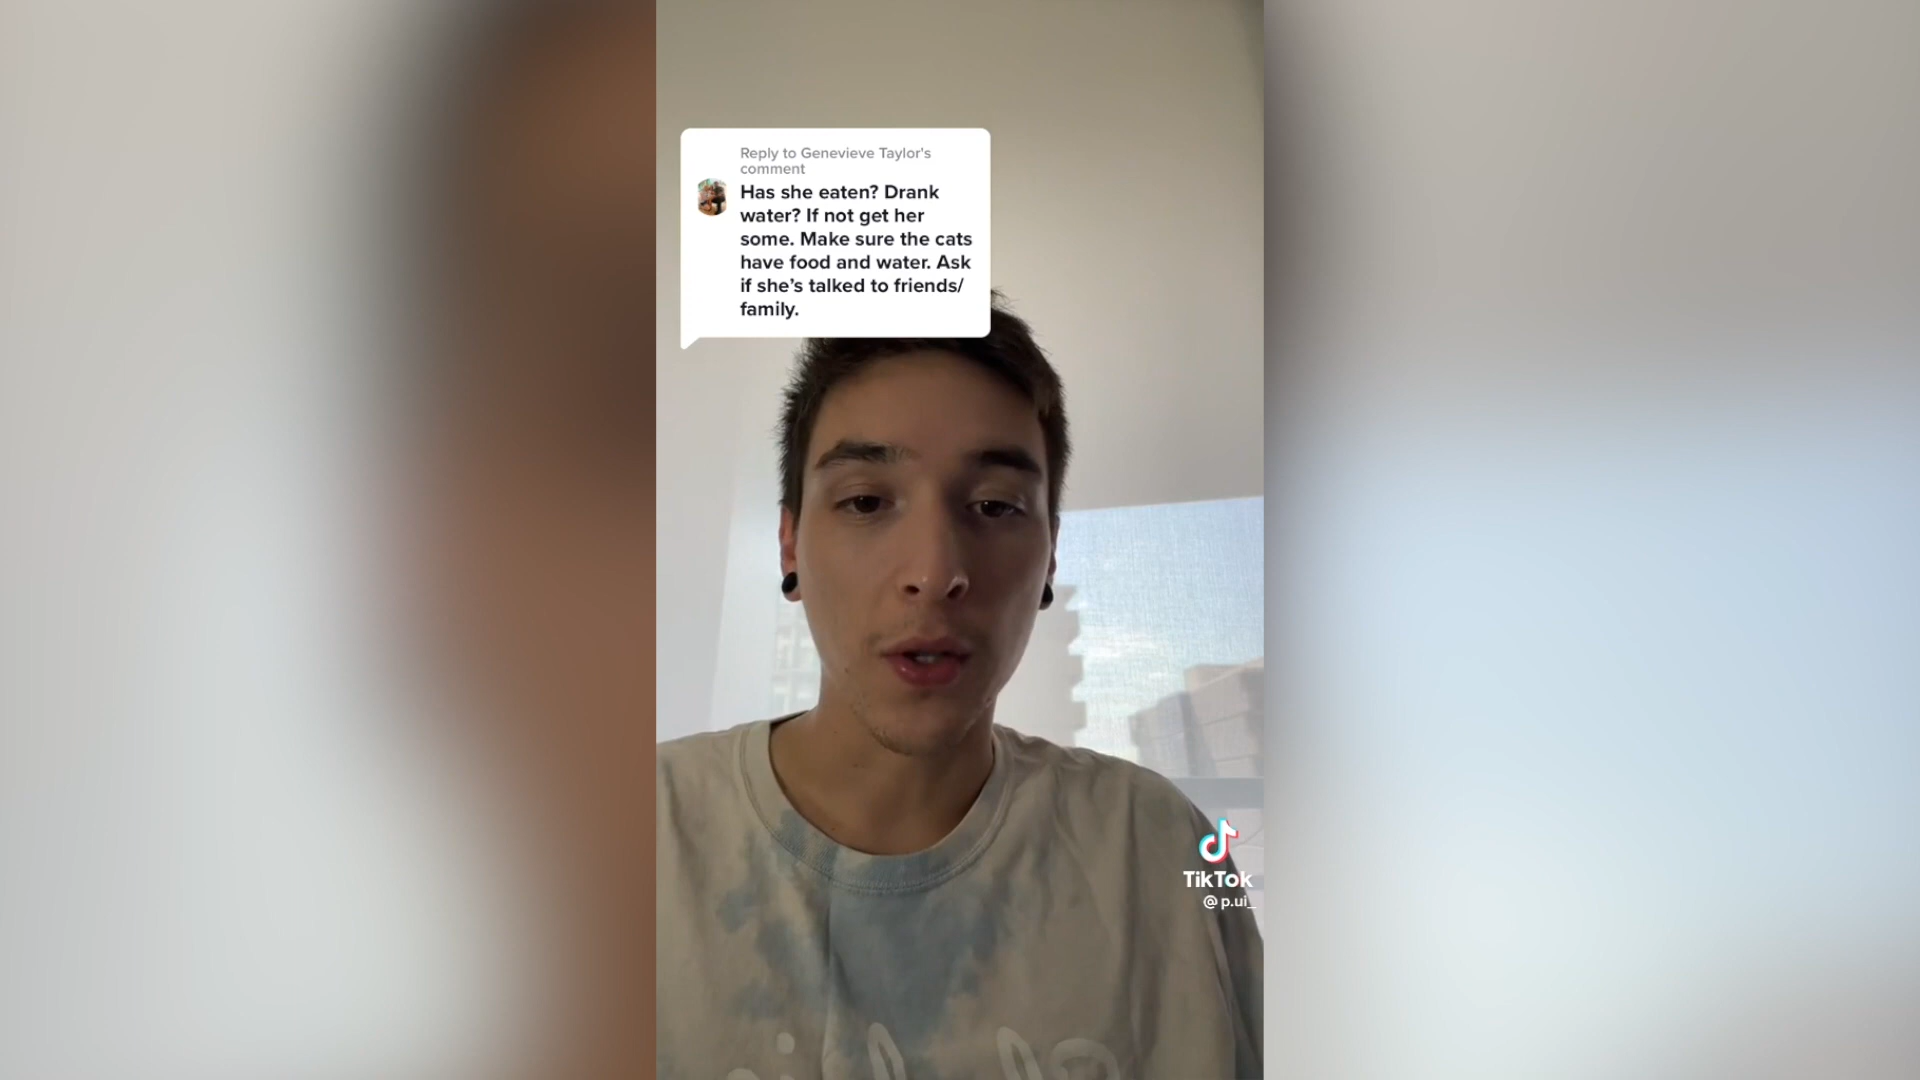 Reply to Genevieve Taylor's
comment
Has she eaten? Drank
water? If not get her
some. Make sure the cats
have food and water. Ask
if she’s talked to friends/
family.
TikTok
@ p.ui_